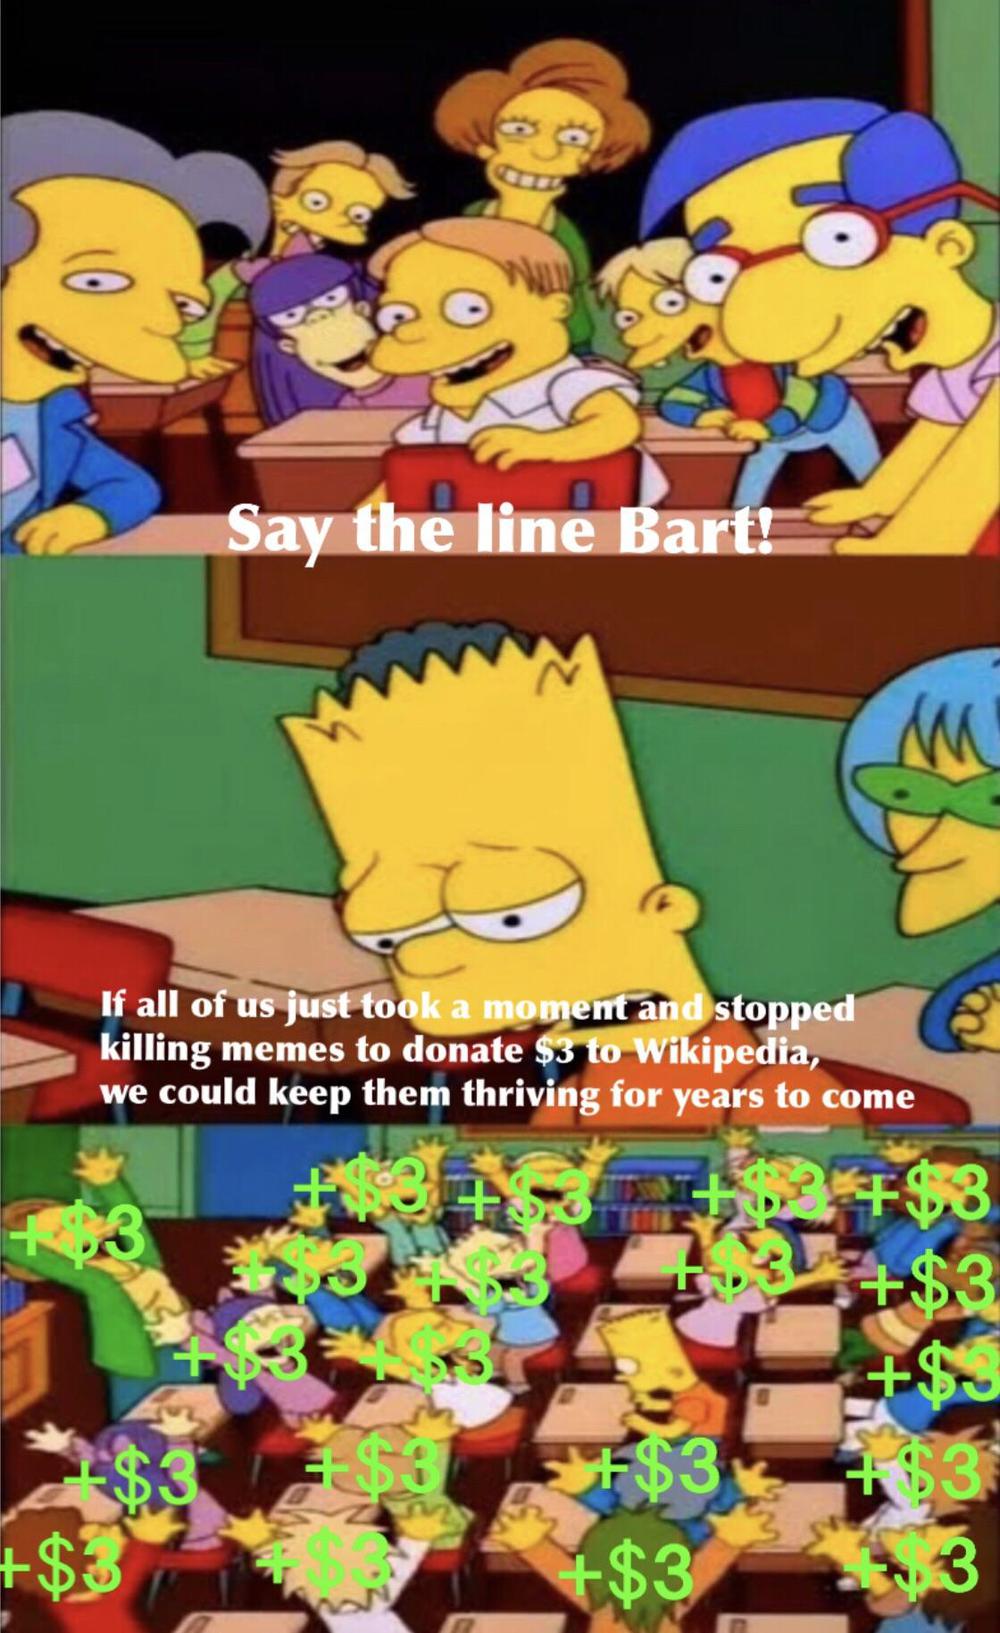 Say the line Bart!
If all of us just took a moment and stopped
killing memes to donate $3 to Wikipedia,
we could keep them thriving for years to come
+$3 +$3 +$3 +$3
+$3
+$3 +$3 +$3 +$3
+$3 +$3 +$3
+$3 +$3 +$3 +$3
+$3 +$3 +$3 +$3